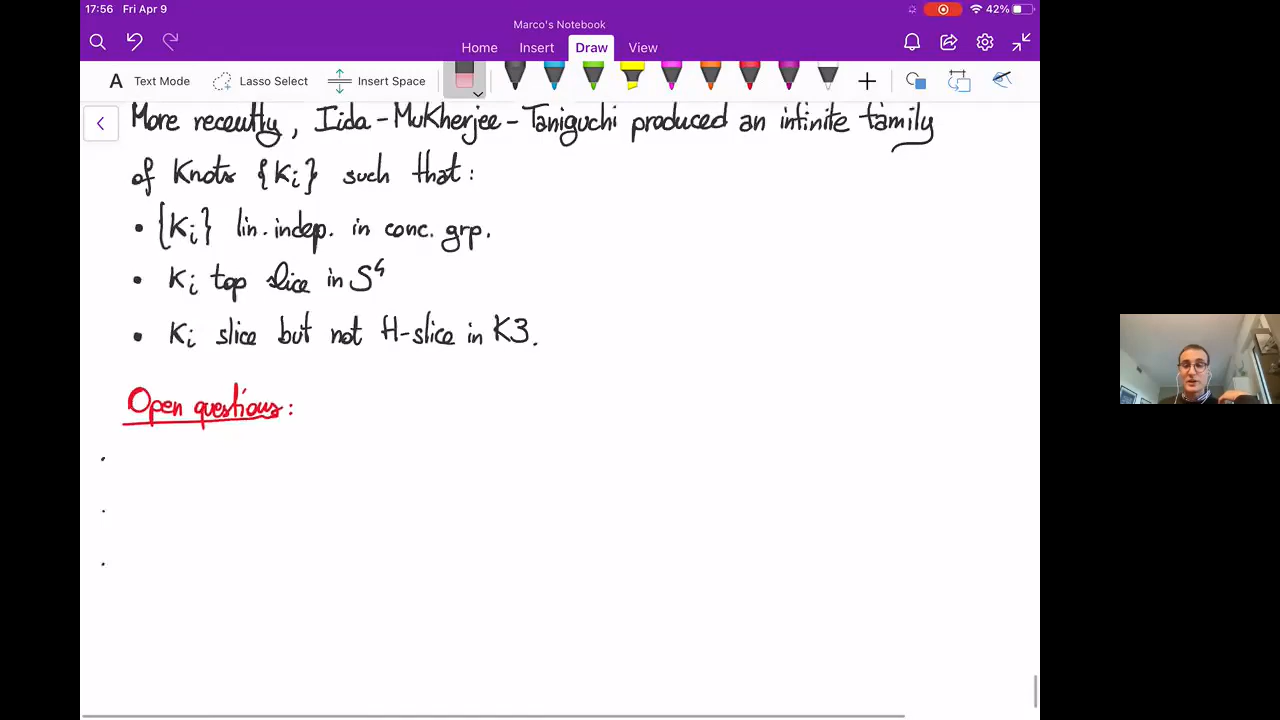 17:56 Fri Apr 9
42%
Marco's Notebook
Home Insert Draw View
Text Mode Lasso Select Insert Space
More recently, Iida-Mukherjee-Taniguchi produced an infinite family
of Knots {Ki} such that:
• {Ki} lin. indep. in conc. grp.
• Ki top slice in S⁴
• Ki slice but not H-slice in K3.
Open questions: